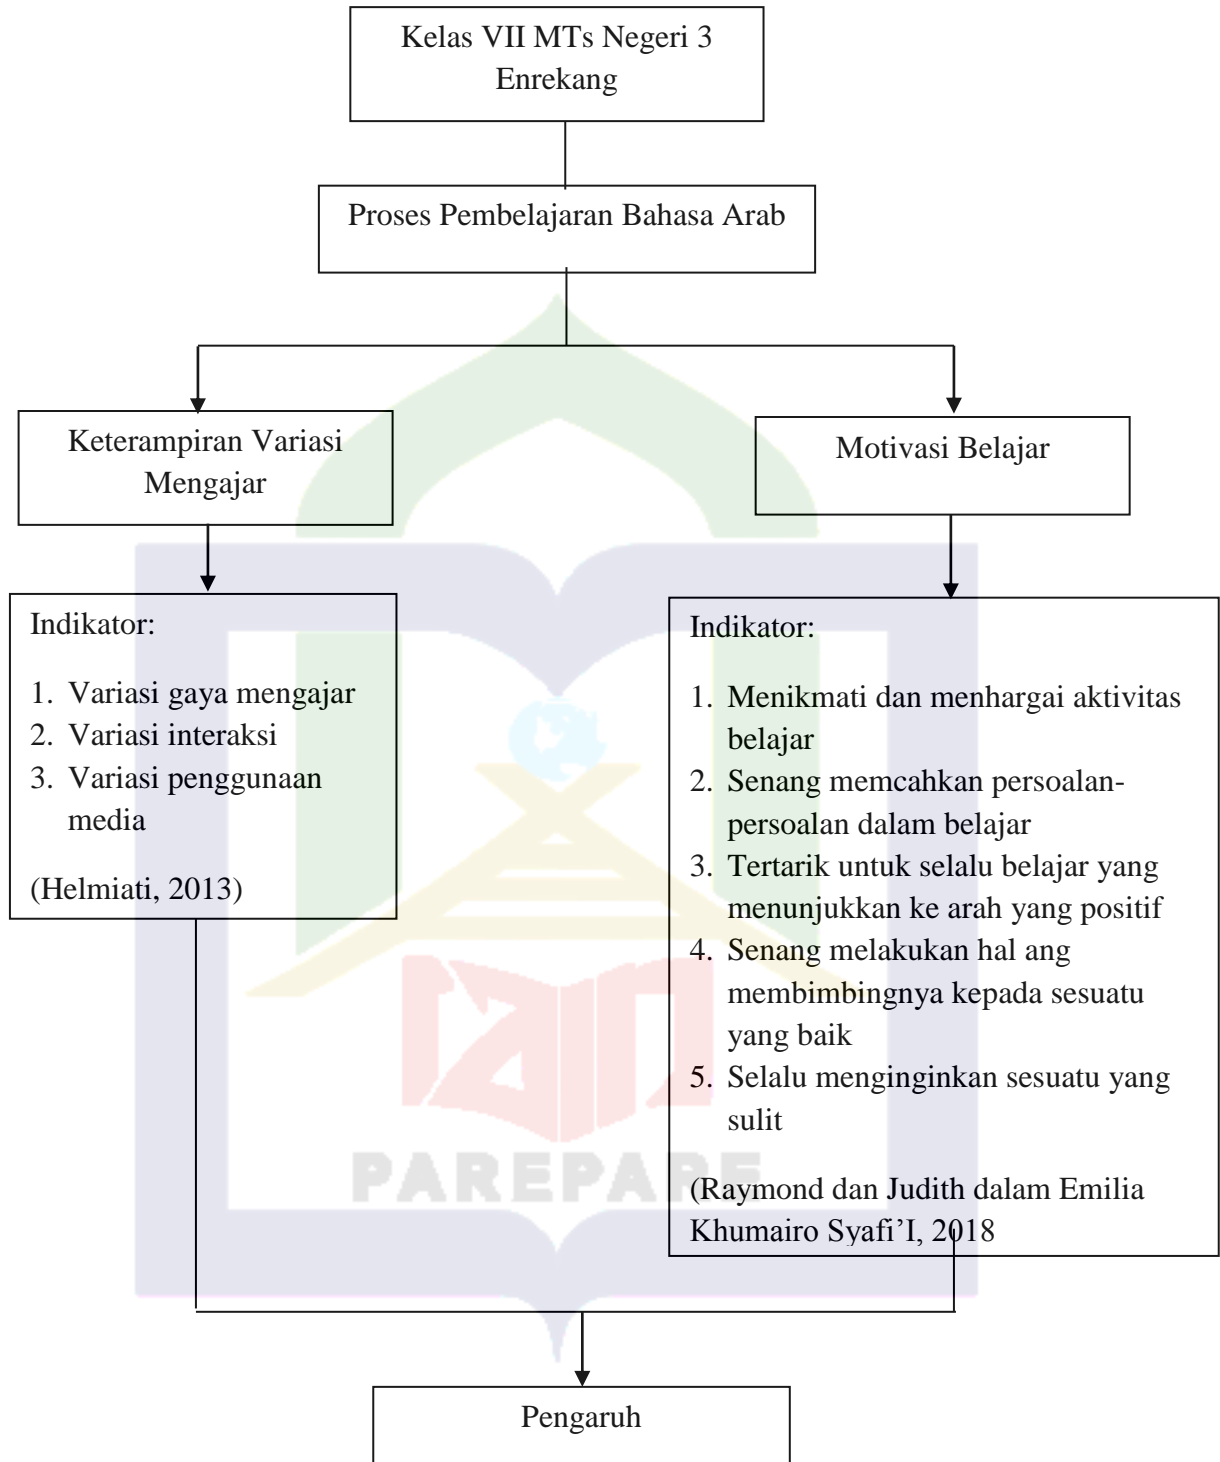 Kelas VII MTs Negeri 3
Enrekang
Proses Pembelajaran Bahasa Arab
Keterampiran Variasi
Mengajar
Motivasi Belajar
Indikator:
1. Variasi gaya mengajar
2. Variasi interaksi
3. Variasi penggunaan
media
(Helmiati, 2013)
Indikator:
1. Menikmati dan menhargai aktivitas
belajar
2. Senang memcahkan persoalan-
persoalan dalam belajar
3. Tertarik untuk selalu belajar yang
menunjukkan ke arah yang positif
4. Senang melakukan hal ang
membimbingnya kepada sesuatu
yang baik
5. Selalu menginginkan sesuatu yang
sulit
(Raymond dan Judith dalam Emilia
Khumairo Syafi’I, 2018
iain
PAREPARE
Pengaruh